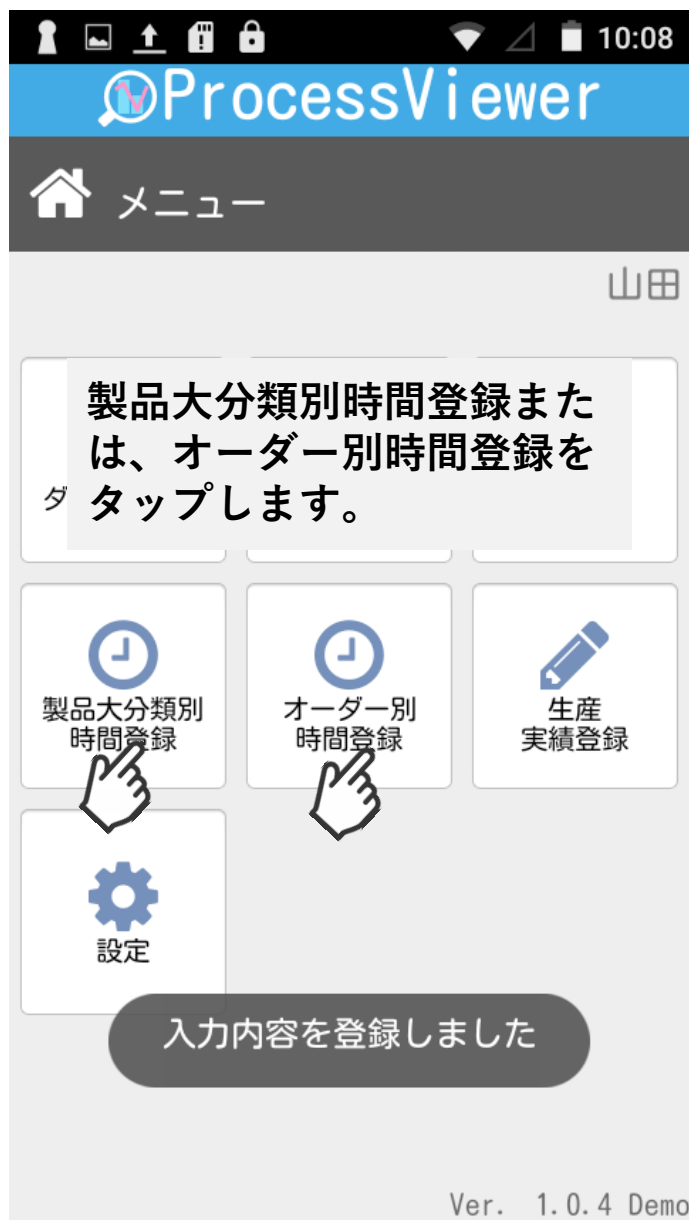 10:08
ProcessViewer
メニュー
山田
製品大分類別時間登録また
は、オーダー別時間登録を
タップします。
ダ
製品大分類別
時間登録
オーダー別
時間登録
生産
実績登録
設定
入力内容を登録しました
Ver. 1.0.4 Demo